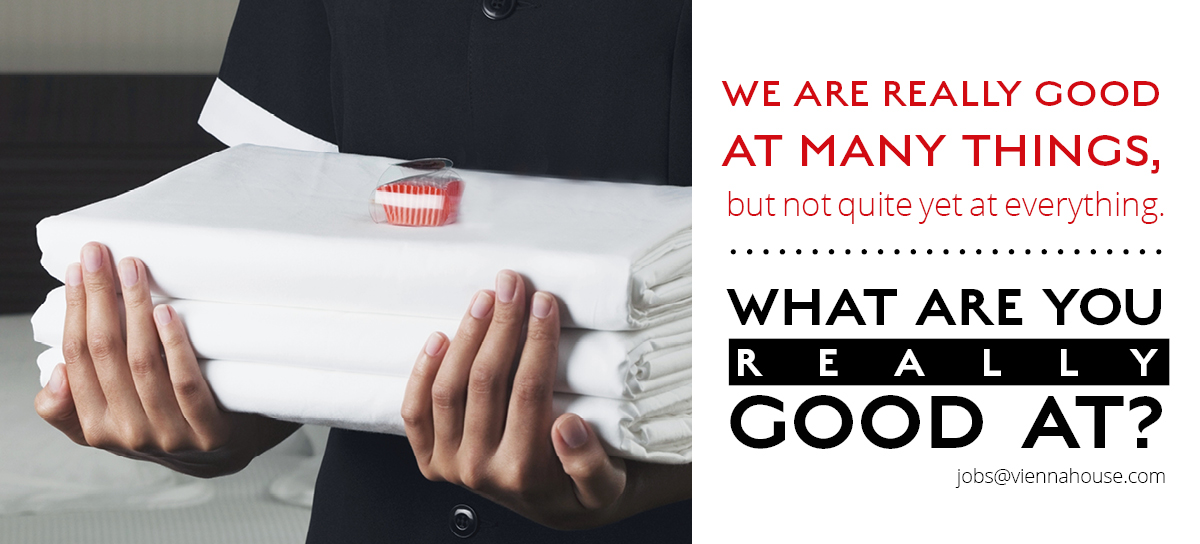 WE ARE REALLY GOOD
AT MANY THINGS,
but not quite yet at everything.
WHAT ARE YOU
REALLY
GOOD AT?
jobs@viennahouse.com